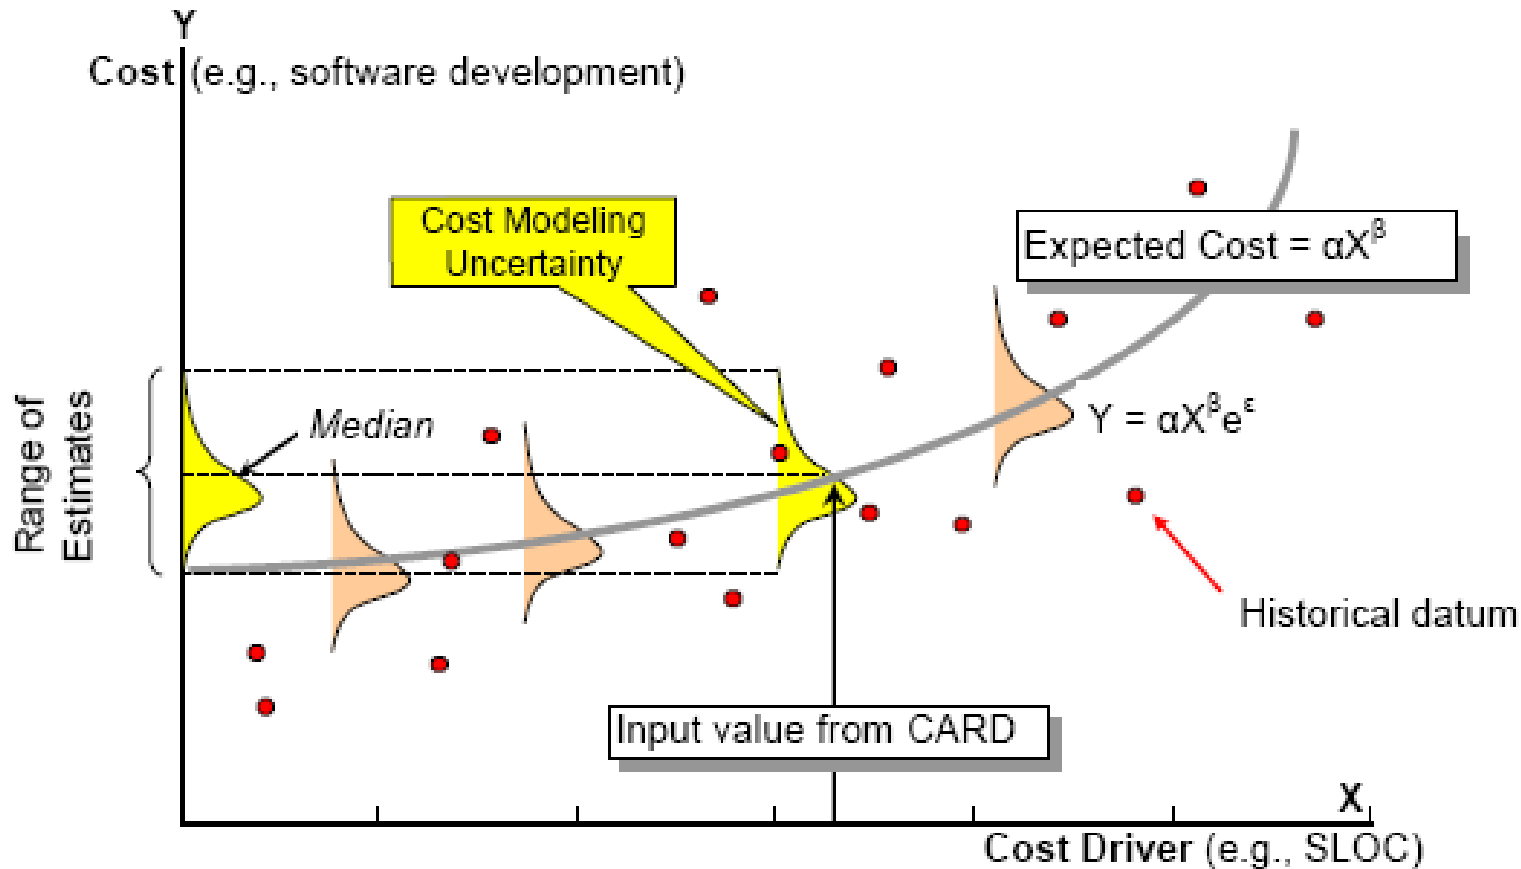 Y
Cost (e.g., software development)
Cost Modeling
Uncertainty
Expected Cost = αX^β
Median
Y = αX^βe^ε
Range of
Estimates
Historical datum
Input value from CARD
X
Cost Driver (e.g., SLOC)